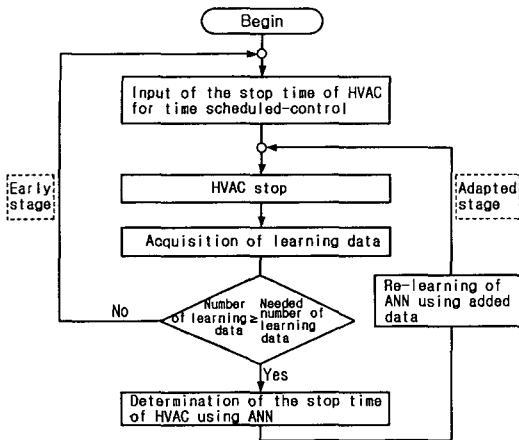 Begin
Input of the stop time of HVAC
for time scheduled-control
Early
stage
HVAC stop
Adapted
stage
Acquisition of learning data
Re-learning of
ANN using added
data
No
Number
of learning
data
≥
Needed
number of
learning
data
Yes
Determination of the stop time
of HVAC using ANN